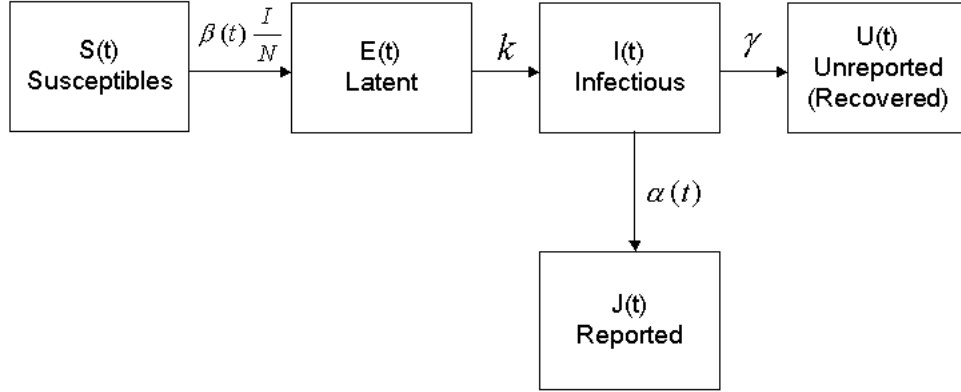 S(t)
Susceptibles
β(t) I/N
E(t)
Latent
k
I(t)
Infectious
γ
U(t)
Unreported
(Recovered)
α(t)
J(t)
Reported